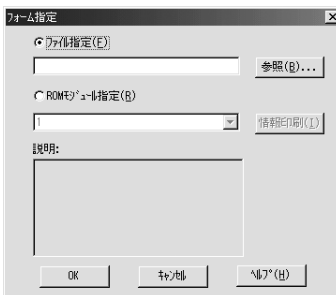 フォーム指定
ﾌｧｲﾙ指定(F)
参照(B)...
ROMﾓｼﾞｭｰﾙ指定(R)
1
情報印刷(I)
説明:
OK
ｷｬﾝｾﾙ
ﾍﾙﾌﾟ(H)